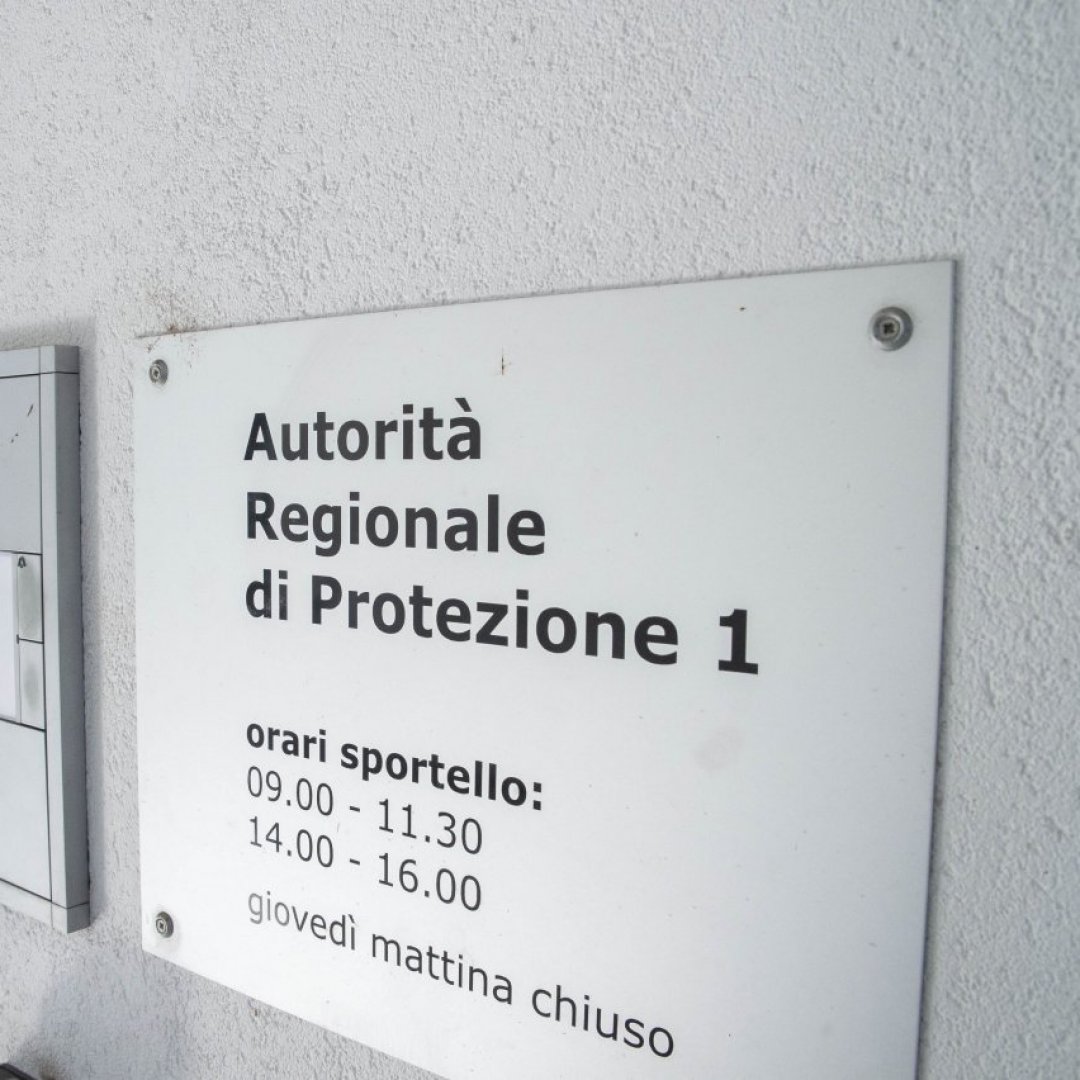 Autorità
Regionale
di Protezione 1
orari sportello:
09.00 - 11.30
14.00 - 16.00
giovedì mattina chiuso